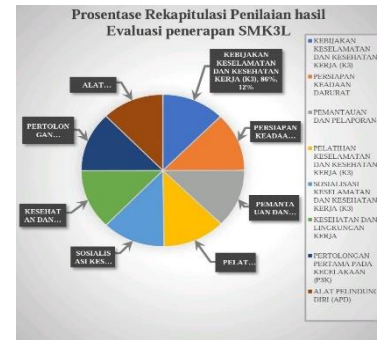 Prosentase Rekapitulasi Penilaian hasil
Evaluasi penerapan SMK3L
KEBIJAKAN
KESELAMATAN
DAN KESEHATAN
KERJA (K3), 86%,
12%
PERSIAPAN
KEADAA...
PEMANTA
UAN DAN...
PELAT...
SOSIALIS
ASI KES...
KESEHAT
AN DAN...
PERTOLON
GAN...
ALAT...
KEBIJAKAN
KESELAMATAN
DAN KESEHATAN
KERJA (K3)
PERSIAPAN
KEADAAN
DARURAT
PEMANTAUAN
DAN PELAPORAN
PELATIHAN
KESELAMATAN
DAN KESEHATAN
KERJA (K3)
SOSIALISASI
KESELAMATAN
DAN KESEHATAN
KERJA (K3)
KESEHATAN DAN
LINGKUNGAN
KERJA
PERTOLONGAN
PERTAMA PADA
KECELAKAAN
(P3K)
ALAT PELINDUNG
DIRI (APD)